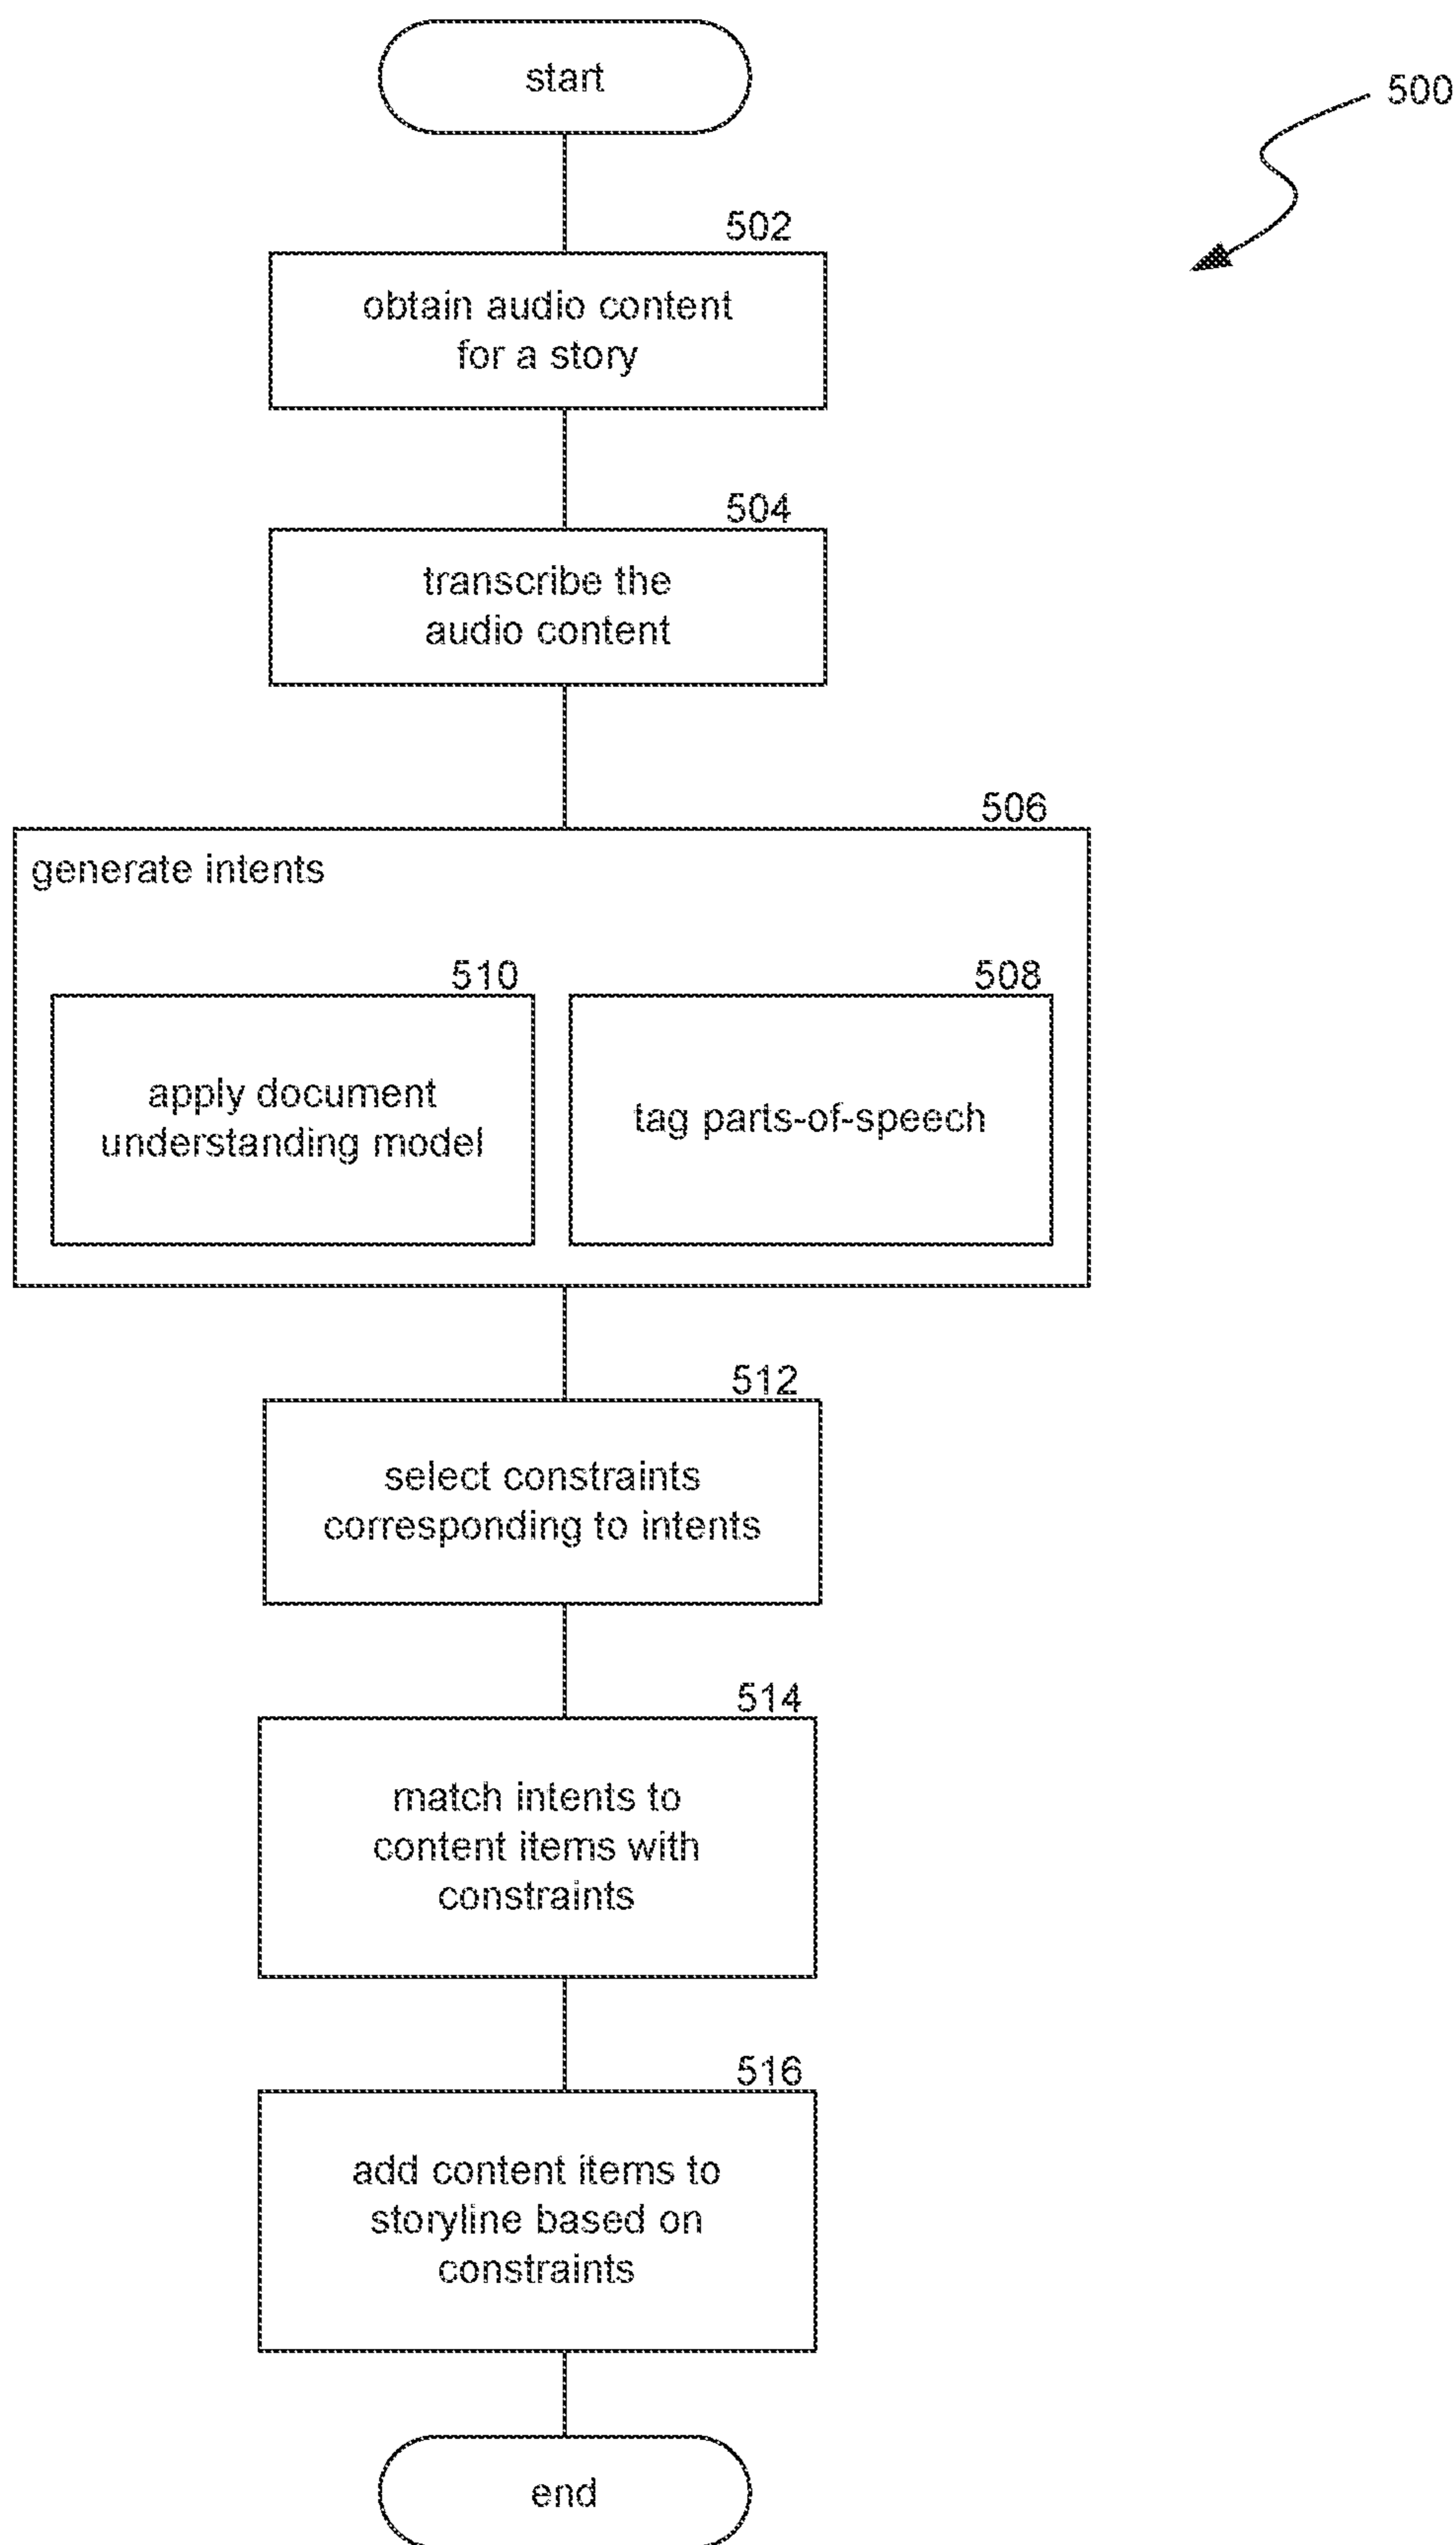 start
500
502
obtain audio content
for a story
504
transcribe the
audio content
506
generate intents
510
apply document
understanding model
508
tag parts-of-speech
512
select constraints
corresponding to intents
514
match intents to
content items with
constraints
516
add content items to
storyline based on
constraints
end